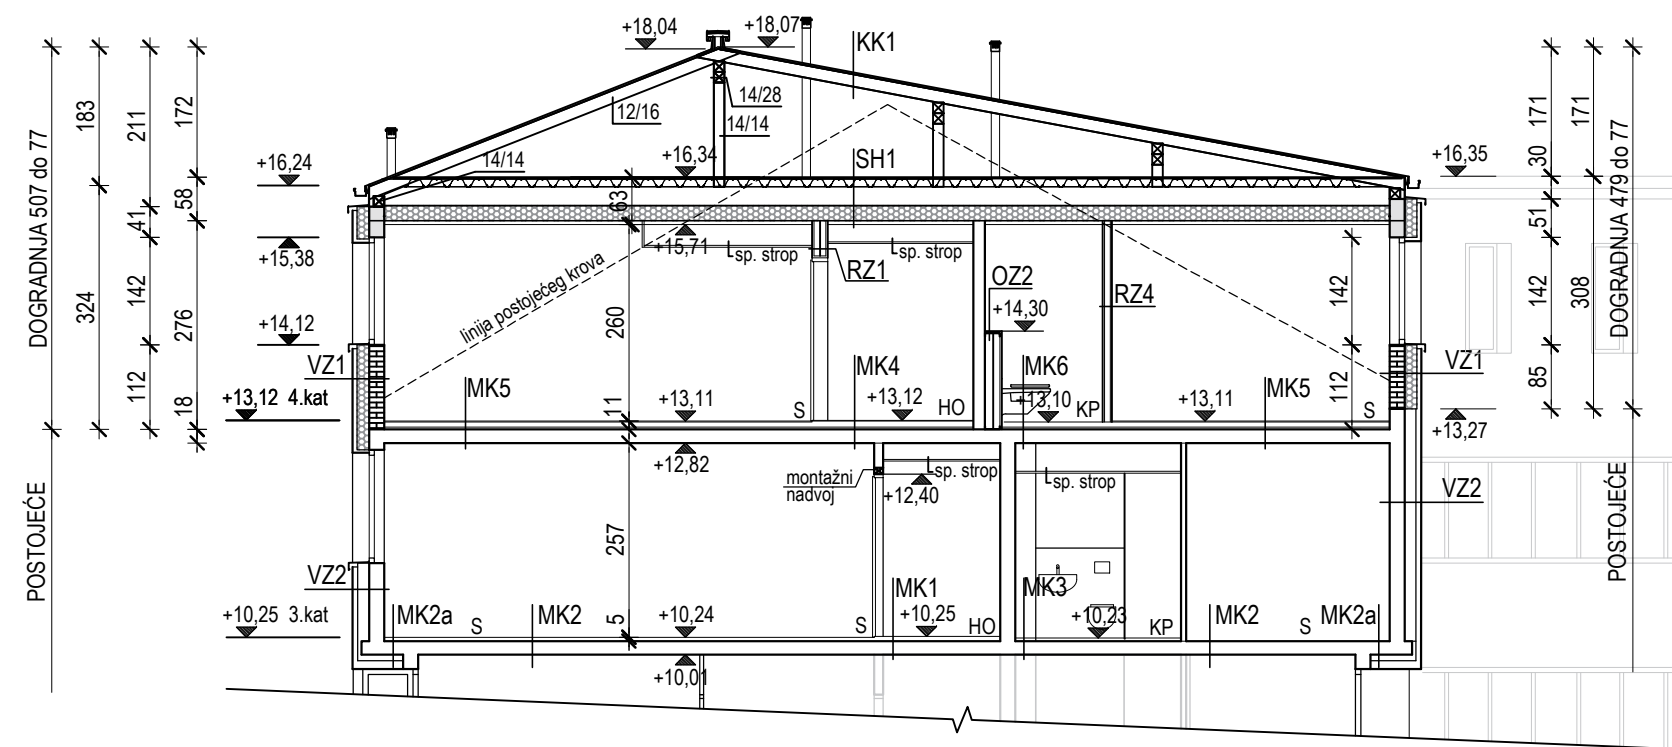 +18,04
+18,07
KK1
183
211
172
12/16
14/28
14/14
171
171
DOGRADNJA 507 do 77
DOGRADNJA 479 do 77
+16,24
14/14
+16,34
SH1
+16,35
30
58
63
41
51
+15,38
+15,71
sp. strop
sp. strop
RZ1
OZ2
RZ4
linija postojećeg krova
324
142
276
260
142
142
308
+14,12
+14,30
VZ1
MK5
MK4
MK6
MK5
VZ1
112
112
85
+13,12 4.kat
18
11
+13,11
S
+13,12
HO
+13,10
KP
+13,11
S
+13,27
+12,82
montažni
nadvoj
sp. strop
+12,40
sp. strop
VZ2
POSTOJEĆE
POSTOJEĆE
257
VZ2
MK1
MK3
+10,25 3.kat
MK2a
S
MK2
5
+10,24
S
+10,25
HO
+10,23
KP
MK2
S
MK2a
+10,01